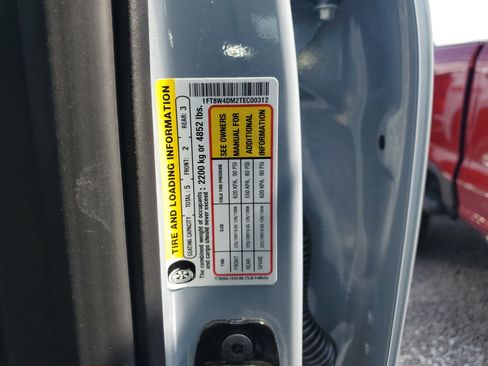 1FT8W4DM2TEC00312
TIRE AND LOADING INFORMATION
SEATING CAPACITY TOTAL: 5 FRONT: 2 REAR: 3
The combined weight of occupants
and cargo should never exceed : 2200 kg or 4852 lbs.
TIRE SIZE COLD TIRE PRESSURE
FRONT 620 KPA, 90 PSI
REAR 550 KPA, 80 PSI
SPARE 620 KPA, 90 PSI
SEE OWNERS
MANUAL FOR
ADDITIONAL
INFORMATION